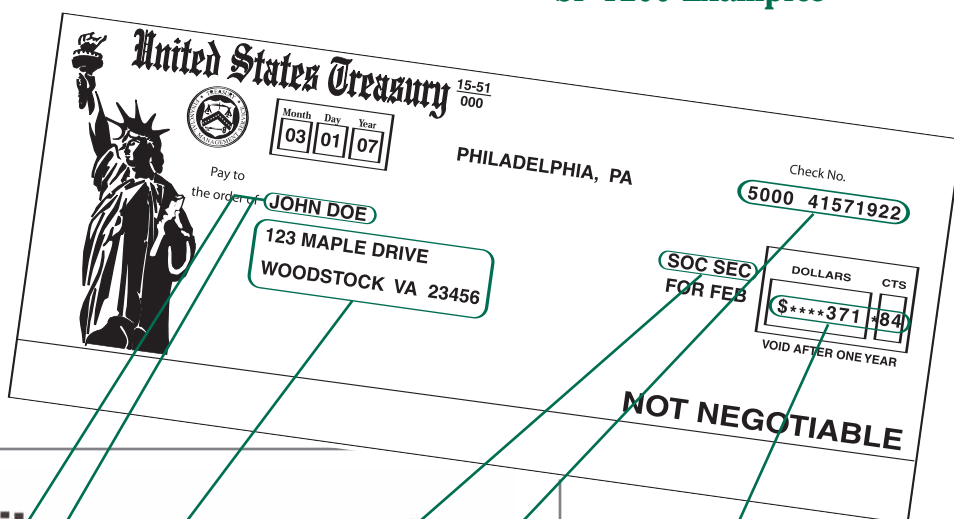 United States Treasury 15-51
000
Month Day Year
03 01 07
PHILADELPHIA, PA
Check No.
5000 41571922
Pay to
the order of JOHN DOE
123 MAPLE DRIVE
WOODSTOCK VA 23456
SOC SEC
FOR FEB
DOLLARS CTS
$****371 *84
VOID AFTER ONE YEAR
NOT NEGOTIABLE